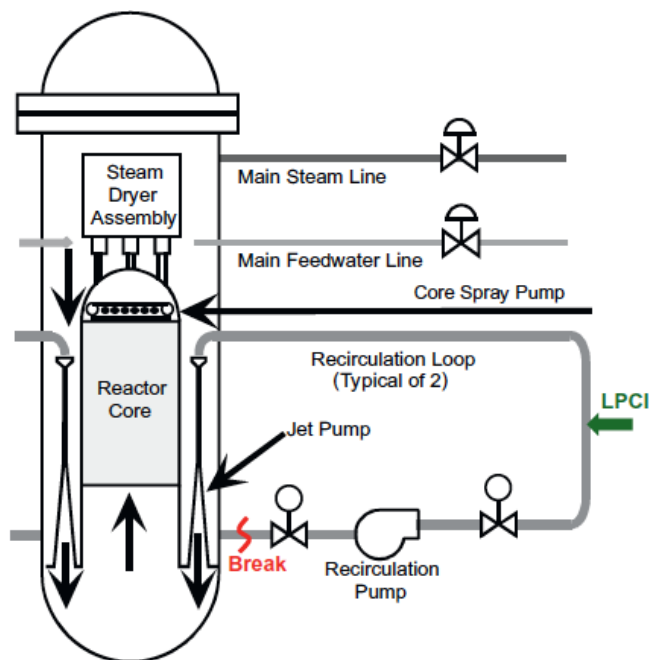 Steam
Dryer
Assembly
Main Steam Line
Main Feedwater Line
Core Spray Pump
Recirculation Loop
(Typical of 2)
LPCI
Reactor
Core
Jet Pump
Break
Recirculation
Pump